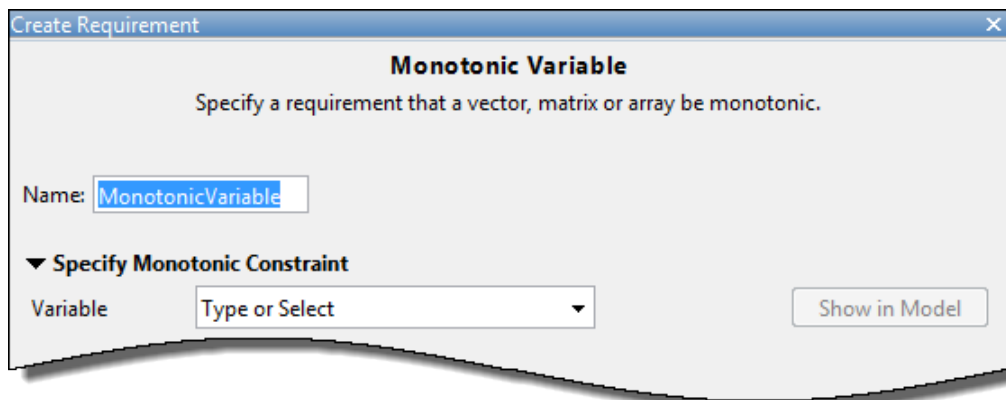 Create Requirement
Monotonic Variable
Specify a requirement that a vector, matrix or array be monotonic.
Name: MonotonicVariable
Specify Monotonic Constraint
Variable Type or Select Show in Model